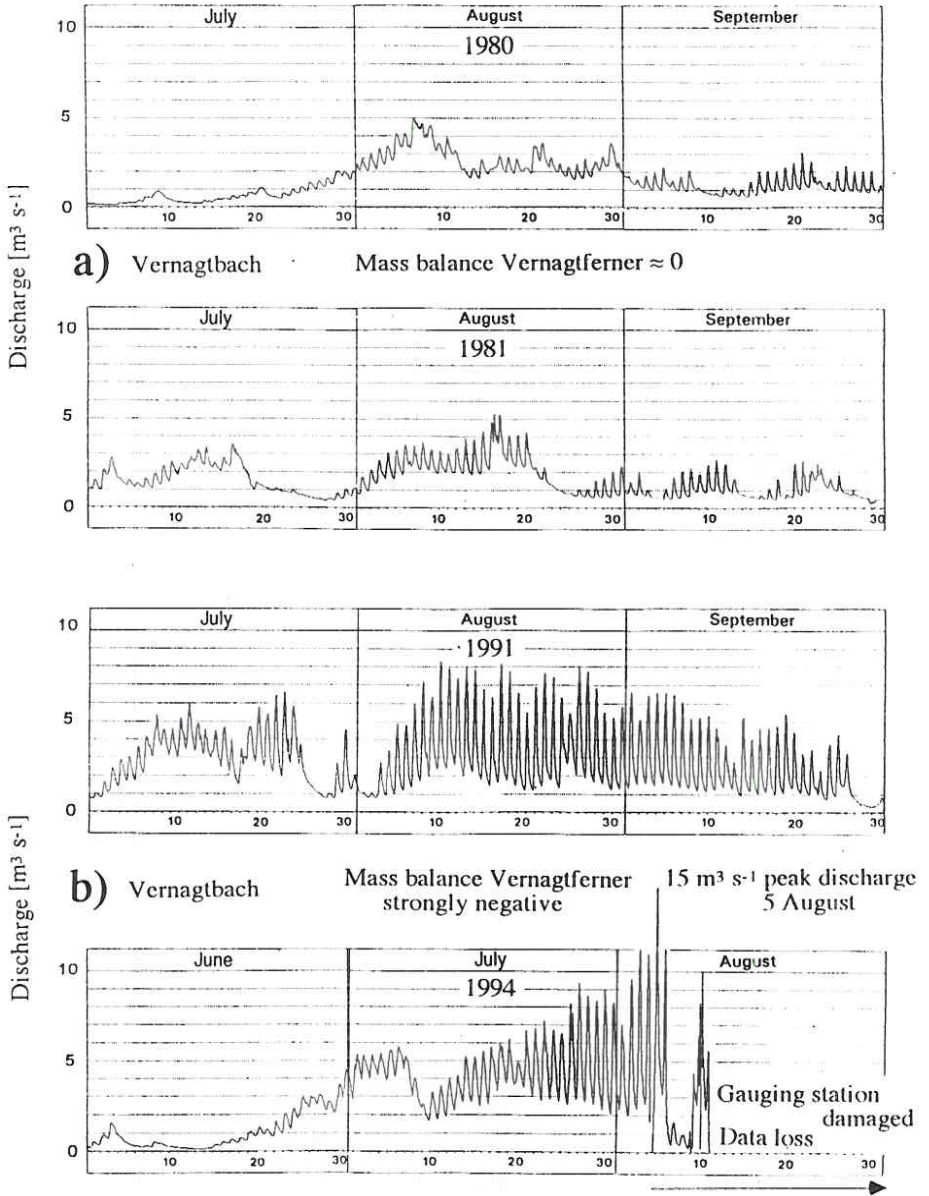 July August September
10 1980
5
0
10 20 30 10 20 30 10 20 30
Discharge [m³ s-¹]
a) Vernagtbach Mass balance Vernagtferner ≈ 0
July August September
10 1981
5
0
10 20 30 10 20 30 10 20 30
July August September
10 1991
5
0
10 20 30 10 20 30 10 20 30
Discharge [m³ s-¹]
b) Vernagtbach Mass balance Vernagtferner 15 m³ s-¹ peak discharge
strongly negative 5 August
June July August
10 1994
5
Gauging station
damaged
Data loss
0
10 20 30 10 20 30 10 20 30